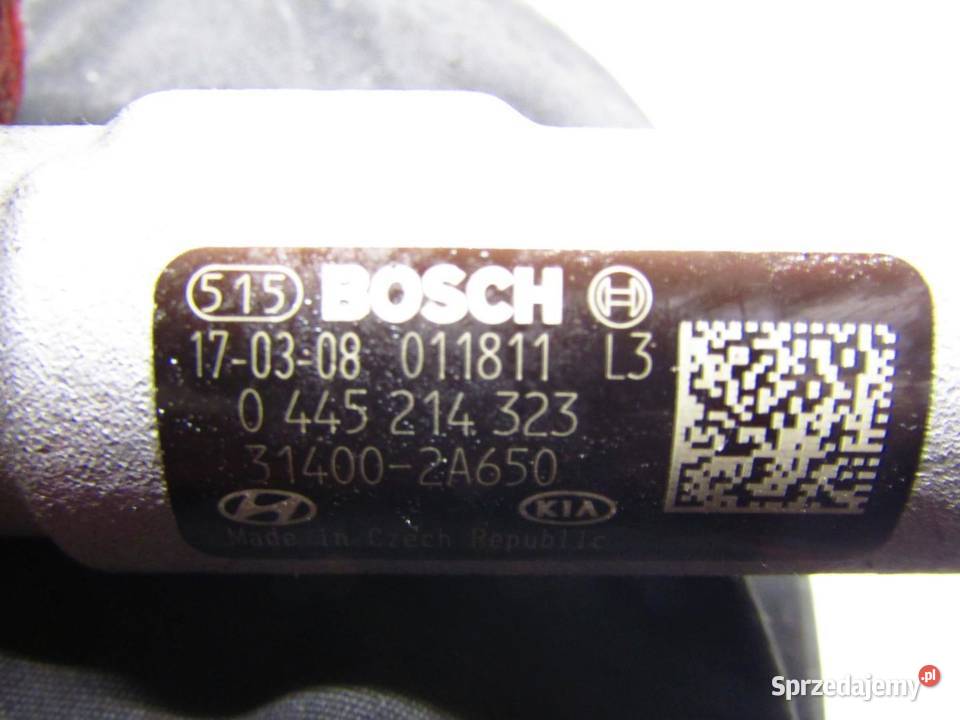 515 BOSCH
17-03-08 011811 L3
0 445 214 323
31400-2A650
KIA
Made in Czech Republic
Sprzedajemy.pl